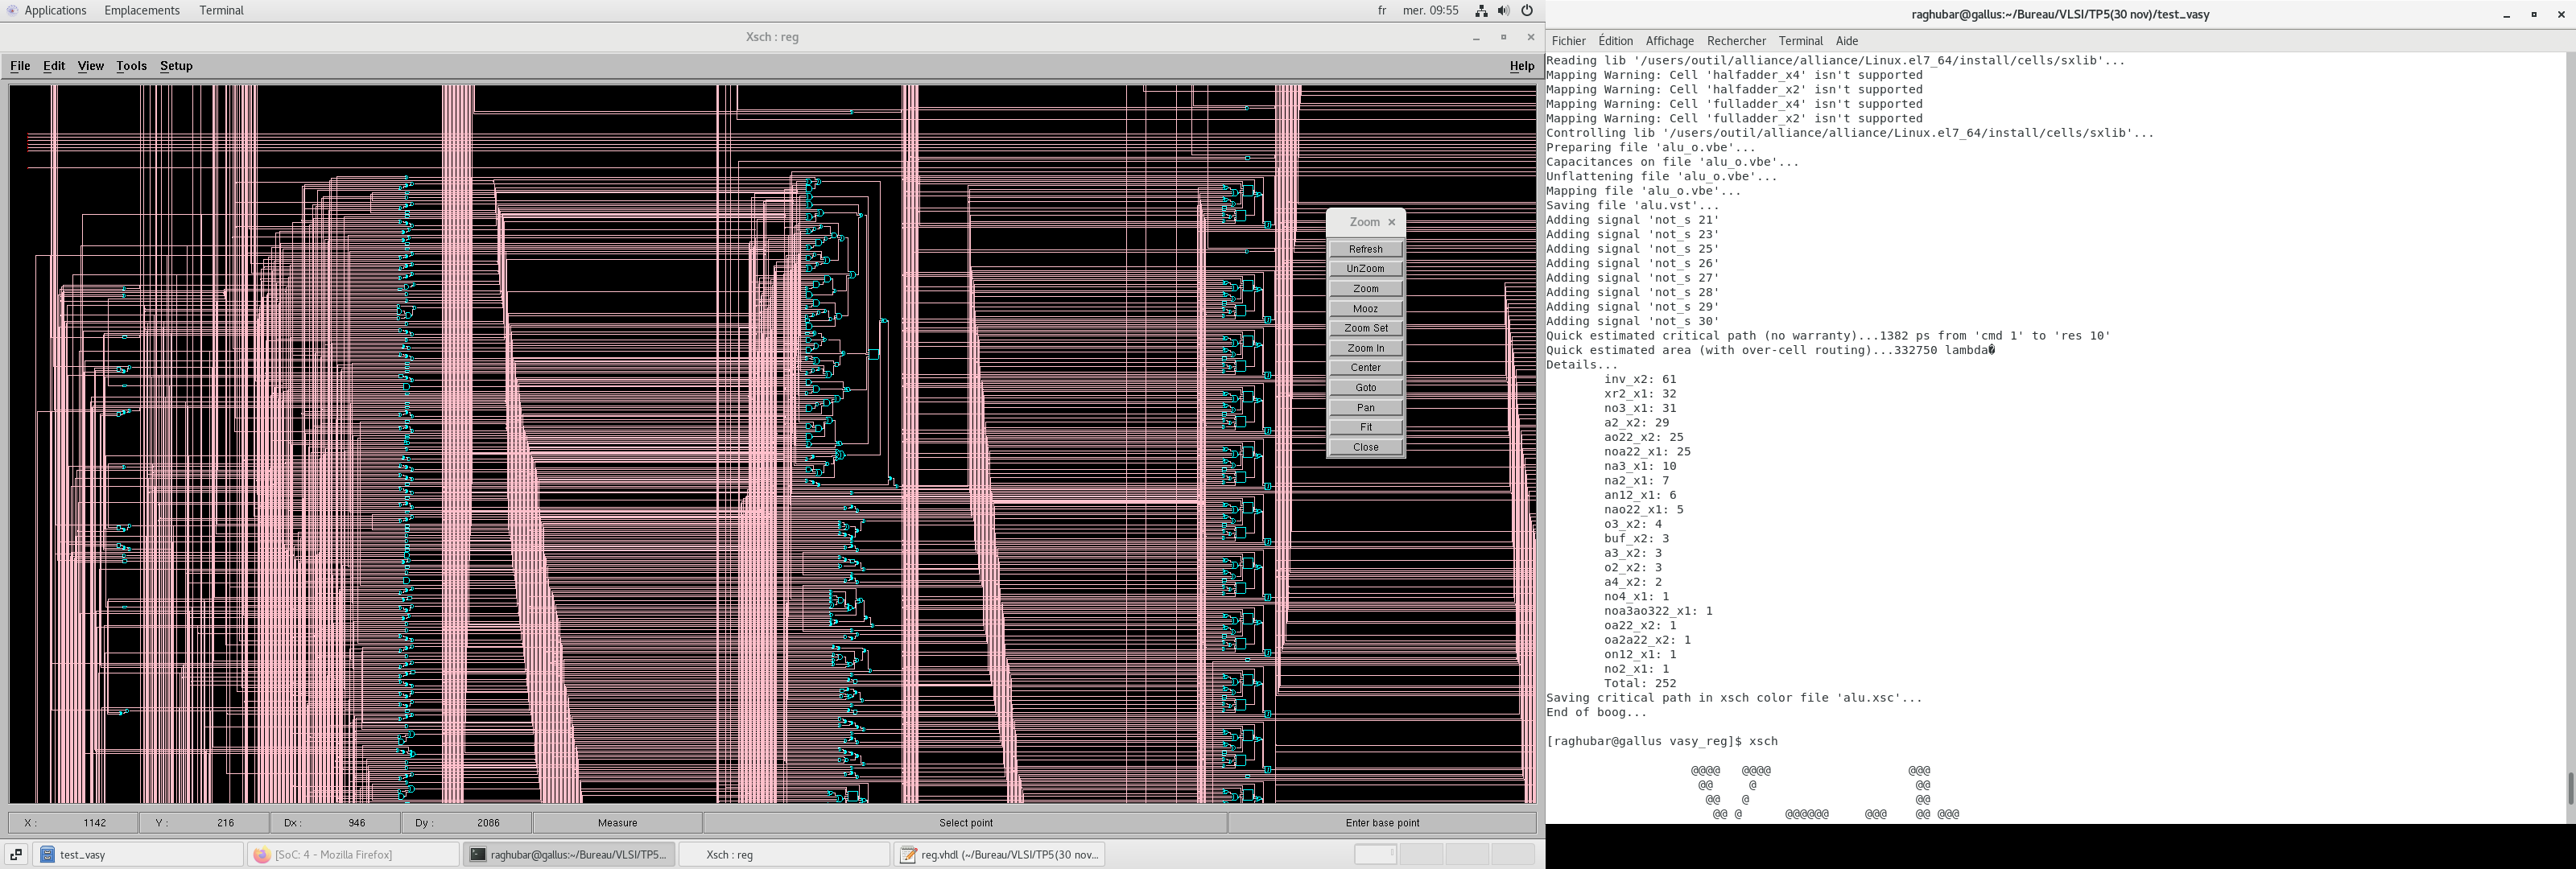 Applications Emplacements Terminal
fr mer. 09:55
Xsch : reg
File Edit View Tools Setup Help
Zoom
Refresh
UnZoom
Zoom
Mooz
Zoom Set
Zoom In
Center
Goto
Pan
Fit
Close
X : 1142 Y : 216 Dx : 946 Dy : 2086 Measure Select point Enter base point
test_vasy
[SoC: 4 - Mozilla Firefox]
raghubar@gallus:~/Bureau/VLSI/TP5...
Xsch : reg
reg.vhdl (~/Bureau/VLSI/TP5(30 nov...
raghubar@gallus:~/Bureau/VLSI/TP5(30 nov)/test_vasy
Fichier Édition Affichage Rechercher Terminal Aide
Reading lib '/users/outil/alliance/alliance/Linux.el7_64/install/cells/sxlib'...
Mapping Warning: Cell 'halfadder_x4' isn't supported
Mapping Warning: Cell 'halfadder_x2' isn't supported
Mapping Warning: Cell 'fulladder_x4' isn't supported
Mapping Warning: Cell 'fulladder_x2' isn't supported
Controlling lib '/users/outil/alliance/alliance/Linux.el7_64/install/cells/sxlib'...
Preparing file 'alu_o.vbe'...
Capacitances on file 'alu_o.vbe'...
Unflattening file 'alu_o.vbe'...
Mapping file 'alu_o.vbe'...
Saving file 'alu.vst'...
Adding signal 'not_s 21'
Adding signal 'not_s 23'
Adding signal 'not_s 25'
Adding signal 'not_s 26'
Adding signal 'not_s 27'
Adding signal 'not_s 28'
Adding signal 'not_s 29'
Adding signal 'not_s 30'
Quick estimated critical path (no warranty)...1382 ps from 'cmd 1' to 'res 10'
Quick estimated area (with over-cell routing)...332750 lambda�
Details...
inv_x2: 61
xr2_x1: 32
no3_x1: 31
a2_x2: 29
ao22_x2: 25
noa22_x1: 25
na3_x1: 10
na2_x1: 7
an12_x1: 6
nao22_x1: 5
o3_x2: 4
buf_x2: 3
a3_x2: 3
o2_x2: 3
a4_x2: 2
no4_x1: 1
noa3ao322_x1: 1
oa22_x2: 1
oa2a22_x2: 1
on12_x1: 1
no2_x1: 1
Total: 252
Saving critical path in xsch color file 'alu.xsc'...
End of boog...
[raghubar@gallus vasy_reg]$ xsch
@@@@ @@@@ @@@
@@ @ @@
@@ @ @@
@@ @ @@@@@@ @@@ @@ @@@